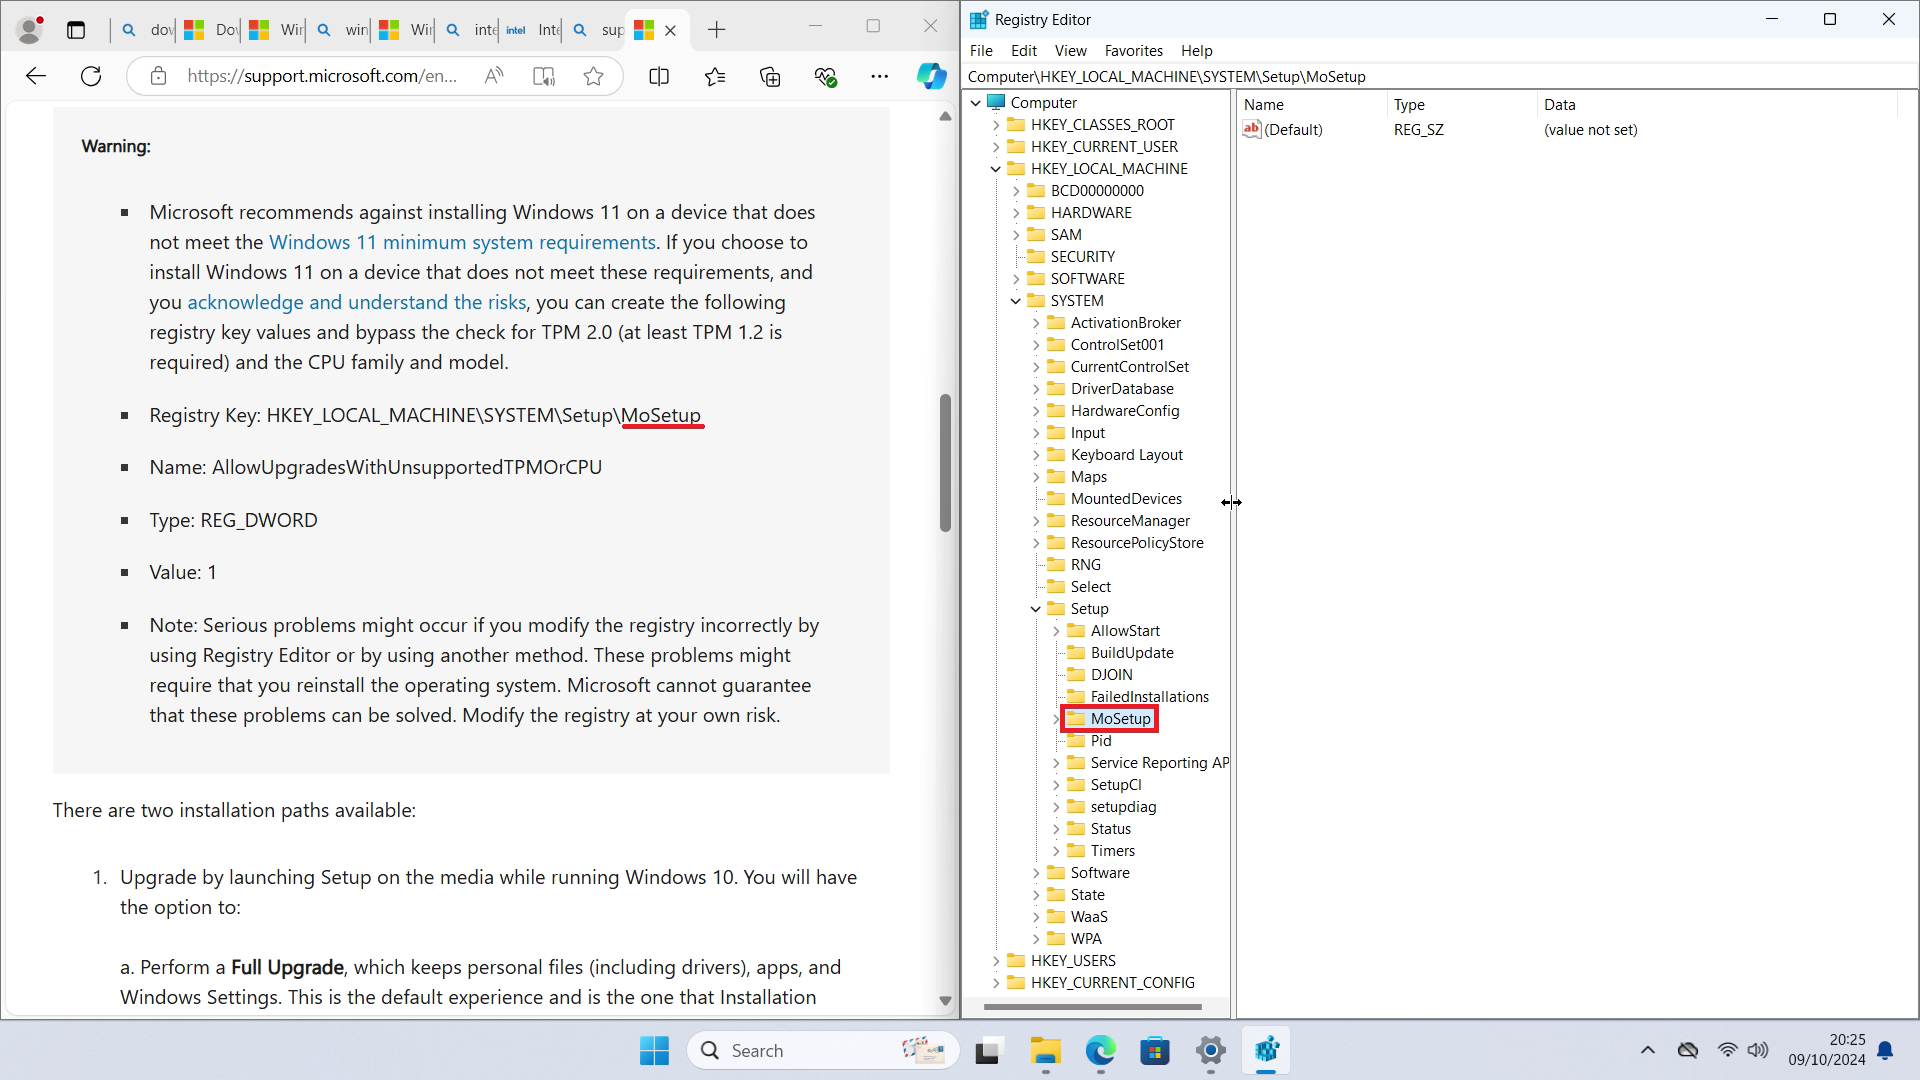 dov
Dov
Wir
win
Wir
inte
intel
Inte
sup
https://support.microsoft.com/en...
Warning:
Microsoft recommends against installing Windows 11 on a device that does
not meet the Windows 11 minimum system requirements. If you choose to
install Windows 11 on a device that does not meet these requirements, and
you acknowledge and understand the risks, you can create the following
registry key values and bypass the check for TPM 2.0 (at least TPM 1.2 is
required) and the CPU family and model.
Registry Key: HKEY_LOCAL_MACHINE\SYSTEM\Setup\MoSetup
Name: AllowUpgradesWithUnsupportedTPMOrCPU
Type: REG_DWORD
Value: 1
Note: Serious problems might occur if you modify the registry incorrectly by
using Registry Editor or by using another method. These problems might
require that you reinstall the operating system. Microsoft cannot guarantee
that these problems can be solved. Modify the registry at your own risk.
There are two installation paths available:
1. Upgrade by launching Setup on the media while running Windows 10. You will have
the option to:
a. Perform a Full Upgrade, which keeps personal files (including drivers), apps, and
Windows Settings. This is the default experience and is the one that Installation
Registry Editor
File Edit View Favorites Help
Computer\HKEY_LOCAL_MACHINE\SYSTEM\Setup\MoSetup
Computer
HKEY_CLASSES_ROOT
HKEY_CURRENT_USER
HKEY_LOCAL_MACHINE
BCD00000000
HARDWARE
SAM
SECURITY
SOFTWARE
SYSTEM
ActivationBroker
ControlSet001
CurrentControlSet
DriverDatabase
HardwareConfig
Input
Keyboard Layout
Maps
MountedDevices
ResourceManager
ResourcePolicyStore
RNG
Select
Setup
AllowStart
BuildUpdate
DJOIN
FailedInstallations
MoSetup
Pid
Service Reporting AP
SetupCl
setupdiag
Status
Timers
Software
State
WaaS
WPA
HKEY_USERS
HKEY_CURRENT_CONFIG
Name Type Data
ab (Default) REG_SZ (value not set)
Search
20:25
09/10/2024